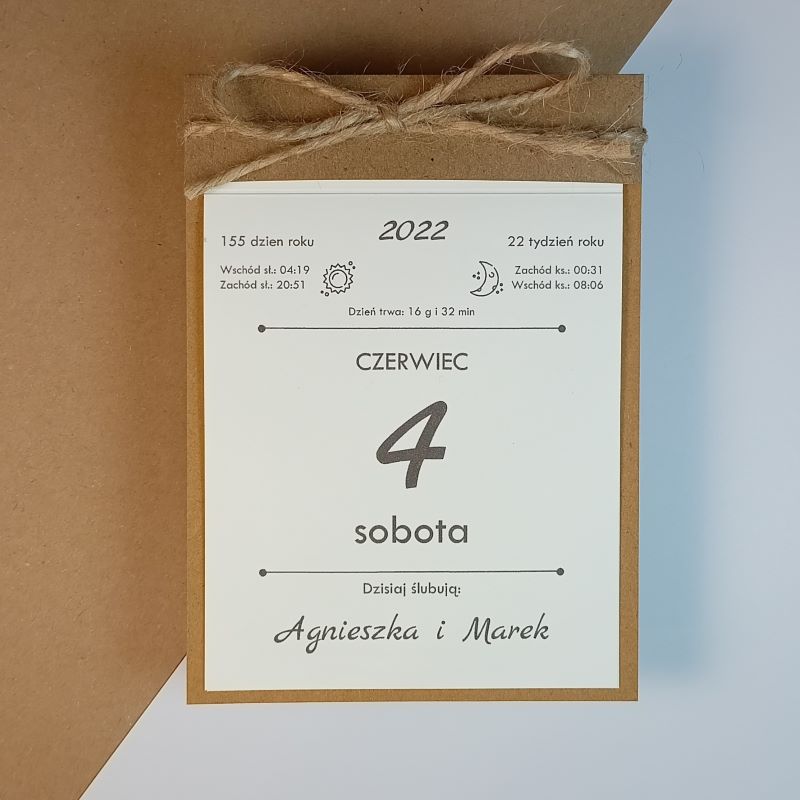 2022
155 dzien roku
22 tydzień roku
Wschód sł.: 04:19
Zachód sł.: 20:51
Zachód ks.: 00:31
Wschód ks.: 08:06
Dzień trwa: 16 g i 32 min
CZERWIEC
4
sobota
Dzisiaj ślubują:
Agnieszka i Marek